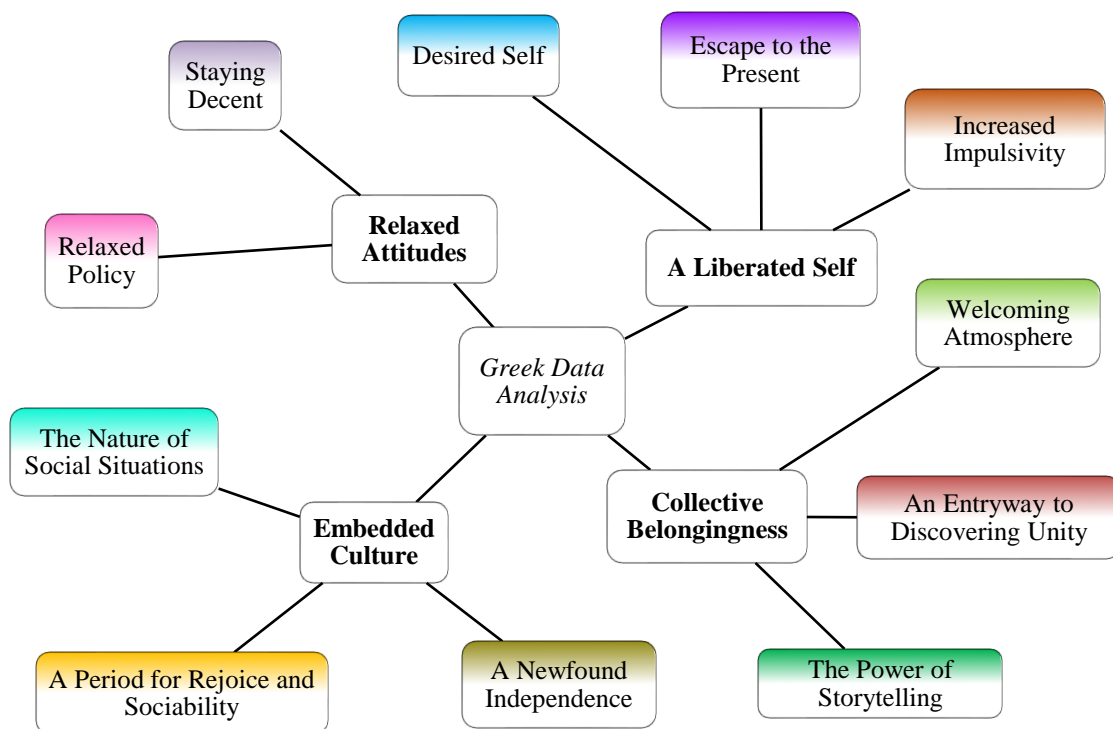 Desired Self
Escape to the
Present
Staying
Decent
Increased
Impulsivity
Relaxed
Attitudes
Relaxed
Policy
A Liberated Self
Welcoming
Atmosphere
Greek Data
Analysis
The Nature of
Social Situations
Collective
Belongingness
An Entryway to
Discovering Unity
Embedded
Culture
A Period for Rejoice and
Sociability
A Newfound
Independence
The Power of
Storytelling